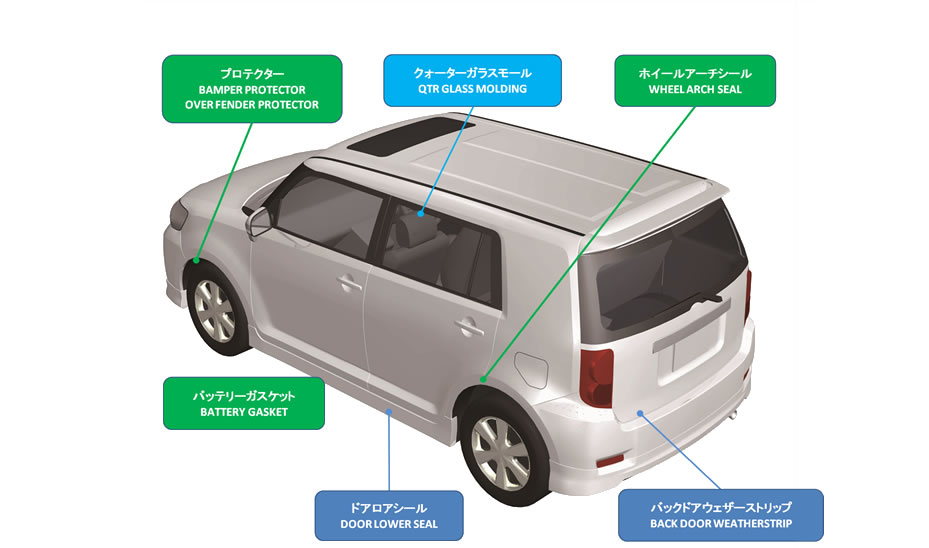 プロテクター
BAMPER PROTECTOR
OVER FENDER PROTECTOR
クォーターガラスモール
QTR GLASS MOLDING
ホイールアーチシール
WHEEL ARCH SEAL
バッテリーガスケット
BATTERY GASKET
ドアロアシール
DOOR LOWER SEAL
バックドアウェザーストリップ
BACK DOOR WEATHERSTRIP